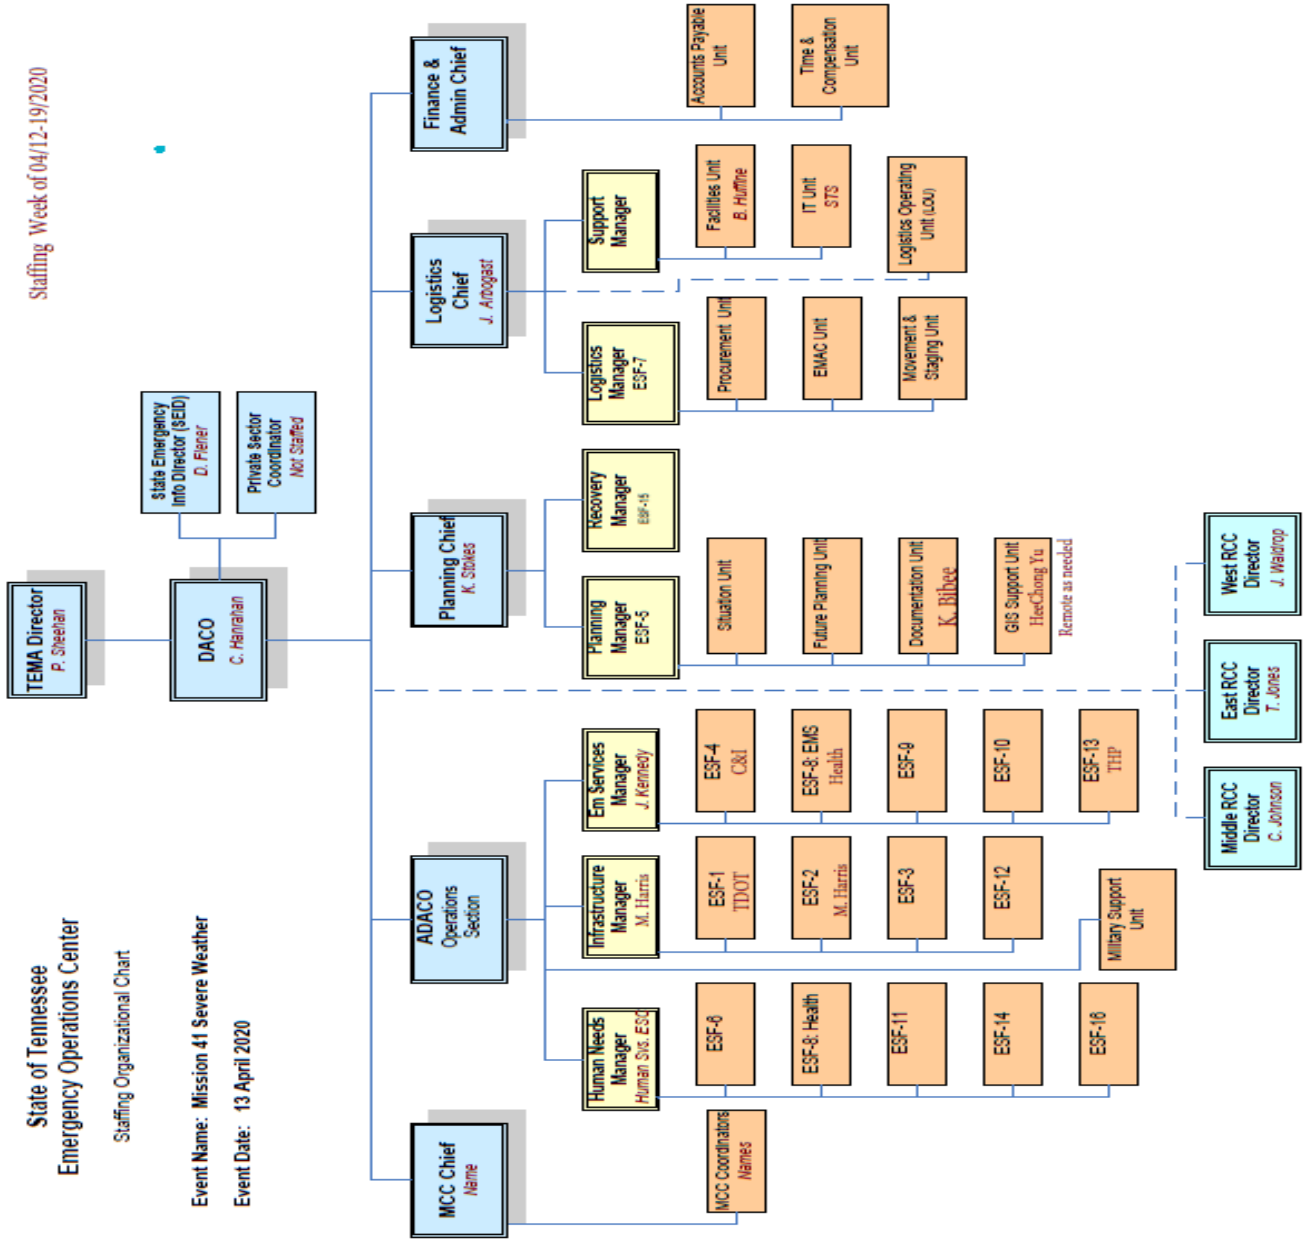 State of Tennessee
Emergency Operations Center
Staffing Organizational Chart
Event Name: Mission 41 Severe Weather
Event Date: 13 April 2020
Staffing Week of 04/12-19/2020
TEMA Director
P. Sheehan
DACO
C. Hanrahan
State Emergency
Info Director (SEID)
D. Flener
Private Sector
Coordinator
Not Staffed
MCC Chief
Name
ADACO
Operations
Section
Planning Chief
K. Stokes
Logistics
Chief
J. Arbogast
Finance &
Admin Chief
Human Needs
Manager
Human Svs. ESC
Infrastructure
Manager
M. Harris
Em Services
Manager
J. Kennedy
Planning
Manager
ESF-5
Recovery
Manager
ESF-15
Logistics
Manager
ESF-7
Support
Manager
MCC Coordinators
Names
ESF-6
ESF-8: Health
ESF-11
ESF-14
ESF-16
ESF-1
TDOT
ESF-2
M. Harris
ESF-3
ESF-12
Military Support
Unit
ESF-4
C&I
ESF-8: EMS
Health
ESF-9
ESF-10
ESF-13
THP
Situation Unit
Future Planning Unit
Documentation Unit
K. Bibee
GIS Support Unit
HeeChong Yu
Remote as needed
Procurement Unit
EMAC Unit
Movement &
Staging Unit
Facilities Unit
B. Huffine
IT Unit
STS
Logistics Operating
Unit (LOU)
Accounts Payable
Unit
Time &
Compensation
Unit
Middle RCC
Director
C. Johnson
East RCC
Director
T. Jones
West RCC
Director
J. Waldrop